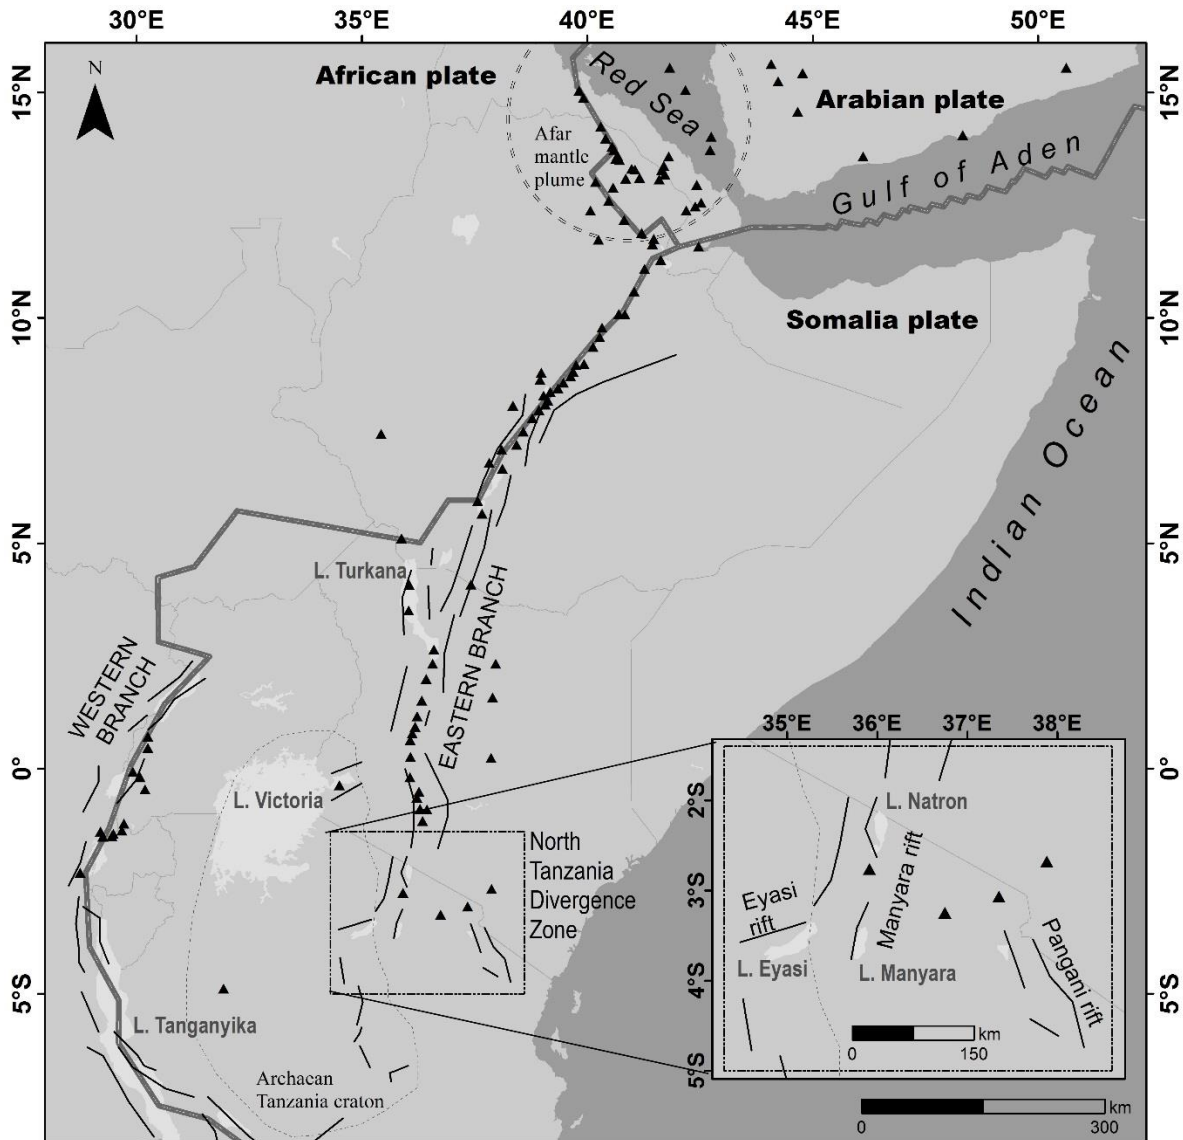 30°E 35°E 40°E 45°E 50°E
N
African plate
Red Sea
Arabian plate
15°N 15°N
Afar
mantle
plume
Gulf of Aden
10°N 10°N
Somalia plate
Indian Ocean
5°N 5°N
L. Turkana
EASTERN BRANCH
WESTERN
BRANCH
0° 0°
L. Victoria
North
Tanzania
Divergence
Zone
35°E 36°E 37°E 38°E
2°S
L. Natron
Manyara rift
3°S
Eyasi
rift
Pangani rift
L. Eyasi
L. Manyara
4°S
km
0 150
5°S
5°S 5°S
L. Tanganyika
Archaean
Tanzania craton
km
0 300